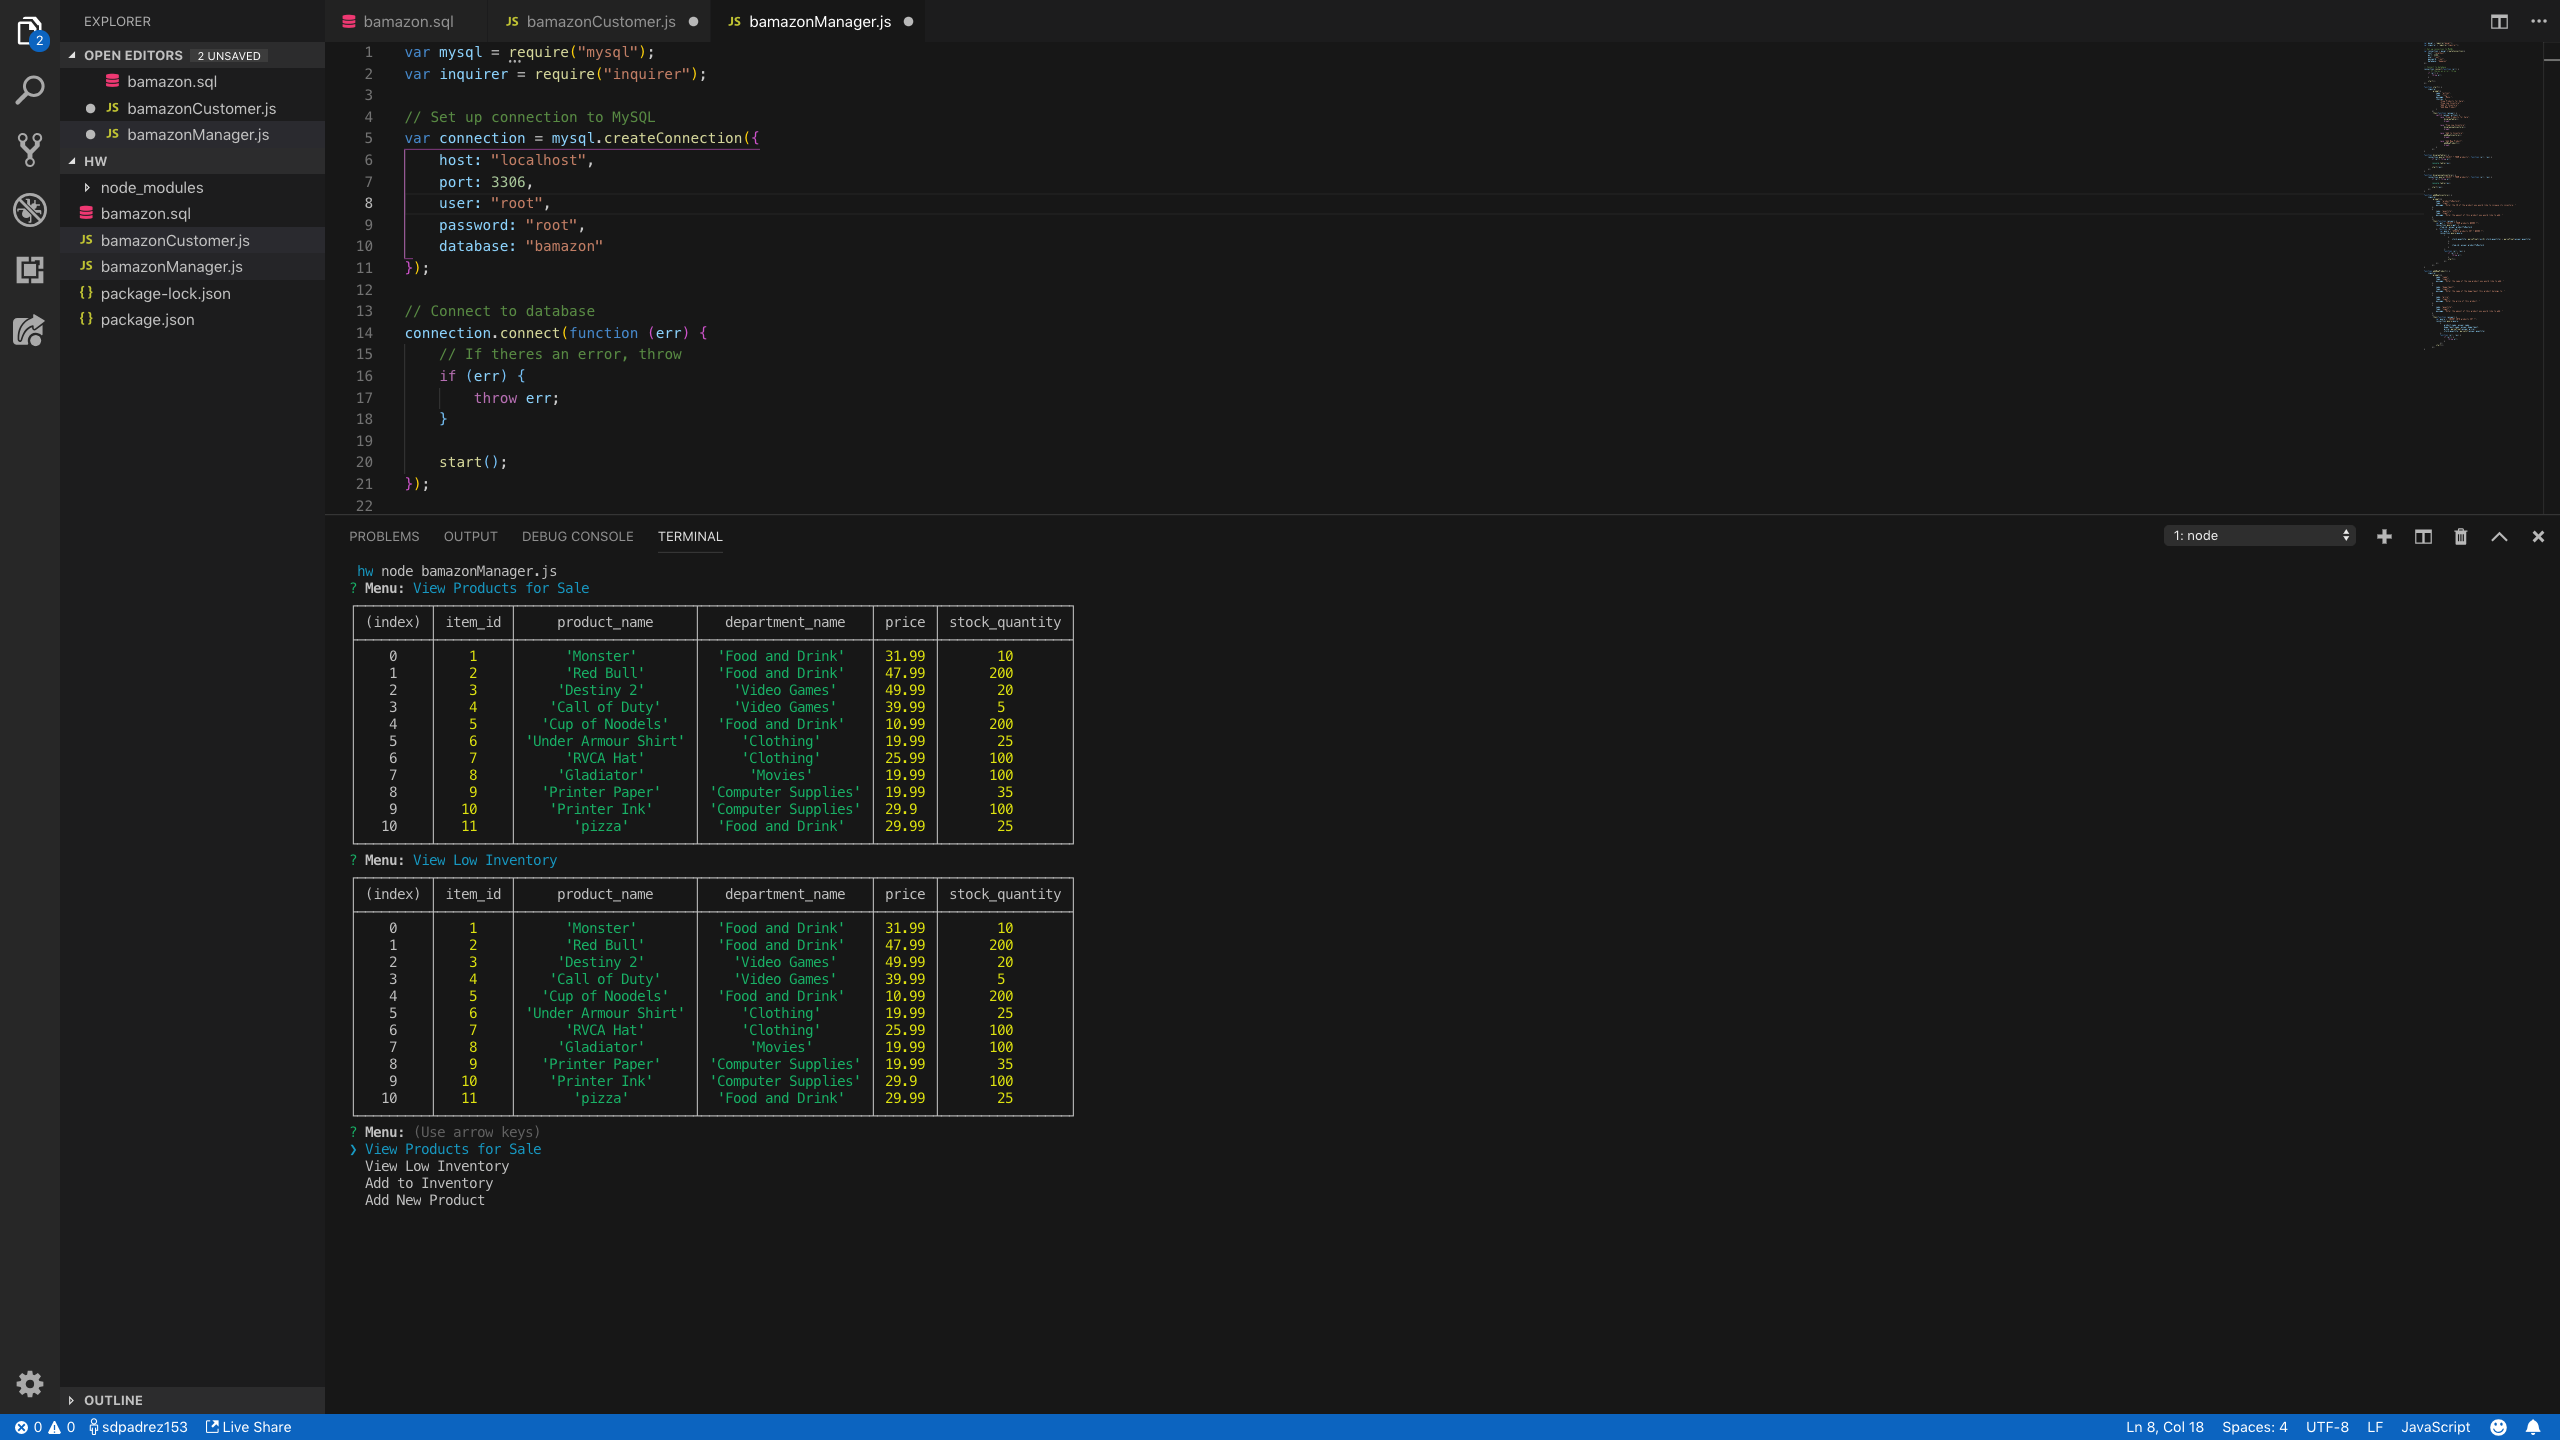 EXPLORER
OPEN EDITORS 2 UNSAVED
bamazon.sql
JS bamazonCustomer.js
JS bamazonManager.js
HW
node_modules
bamazon.sql
JS bamazonCustomer.js
JS bamazonManager.js
{} package-lock.json
{} package.json
OUTLINE
2
bamazon.sql JS bamazonCustomer.js JS bamazonManager.js
1 var mysql = require("mysql");
2 var inquirer = require("inquirer");
3
4 // Set up connection to MySQL
5 var connection = mysql.createConnection({
6 host: "localhost",
7 port: 3306,
8 user: "root",
9 password: "root",
10 database: "bamazon"
11 });
12
13 // Connect to database
14 connection.connect(function (err) {
15 // If theres an error, throw
16 if (err) {
17 throw err;
18 }
19
20 start();
21 });
22
PROBLEMS OUTPUT DEBUG CONSOLE TERMINAL 1: node
hw node bamazonManager.js
? Menu: View Products for Sale
(index) item_id product_name department_name price stock_quantity
0 1 'Monster' 'Food and Drink' 31.99 10
1 2 'Red Bull' 'Food and Drink' 47.99 200
2 3 'Destiny 2' 'Video Games' 49.99 20
3 4 'Call of Duty' 'Video Games' 39.99 5
4 5 'Cup of Noodels' 'Food and Drink' 10.99 200
5 6 'Under Armour Shirt' 'Clothing' 19.99 25
6 7 'RVCA Hat' 'Clothing' 25.99 100
7 8 'Gladiator' 'Movies' 19.99 100
8 9 'Printer Paper' 'Computer Supplies' 19.99 35
9 10 'Printer Ink' 'Computer Supplies' 29.9 100
10 11 'pizza' 'Food and Drink' 29.99 25
? Menu: View Low Inventory
(index) item_id product_name department_name price stock_quantity
0 1 'Monster' 'Food and Drink' 31.99 10
1 2 'Red Bull' 'Food and Drink' 47.99 200
2 3 'Destiny 2' 'Video Games' 49.99 20
3 4 'Call of Duty' 'Video Games' 39.99 5
4 5 'Cup of Noodels' 'Food and Drink' 10.99 200
5 6 'Under Armour Shirt' 'Clothing' 19.99 25
6 7 'RVCA Hat' 'Clothing' 25.99 100
7 8 'Gladiator' 'Movies' 19.99 100
8 9 'Printer Paper' 'Computer Supplies' 19.99 35
9 10 'Printer Ink' 'Computer Supplies' 29.9 100
10 11 'pizza' 'Food and Drink' 29.99 25
? Menu: (Use arrow keys)
❯ View Products for Sale
View Low Inventory
Add to Inventory
Add New Product
0 0 sdpadrez153 Live Share Ln 8, Col 18 Spaces: 4 UTF-8 LF JavaScript